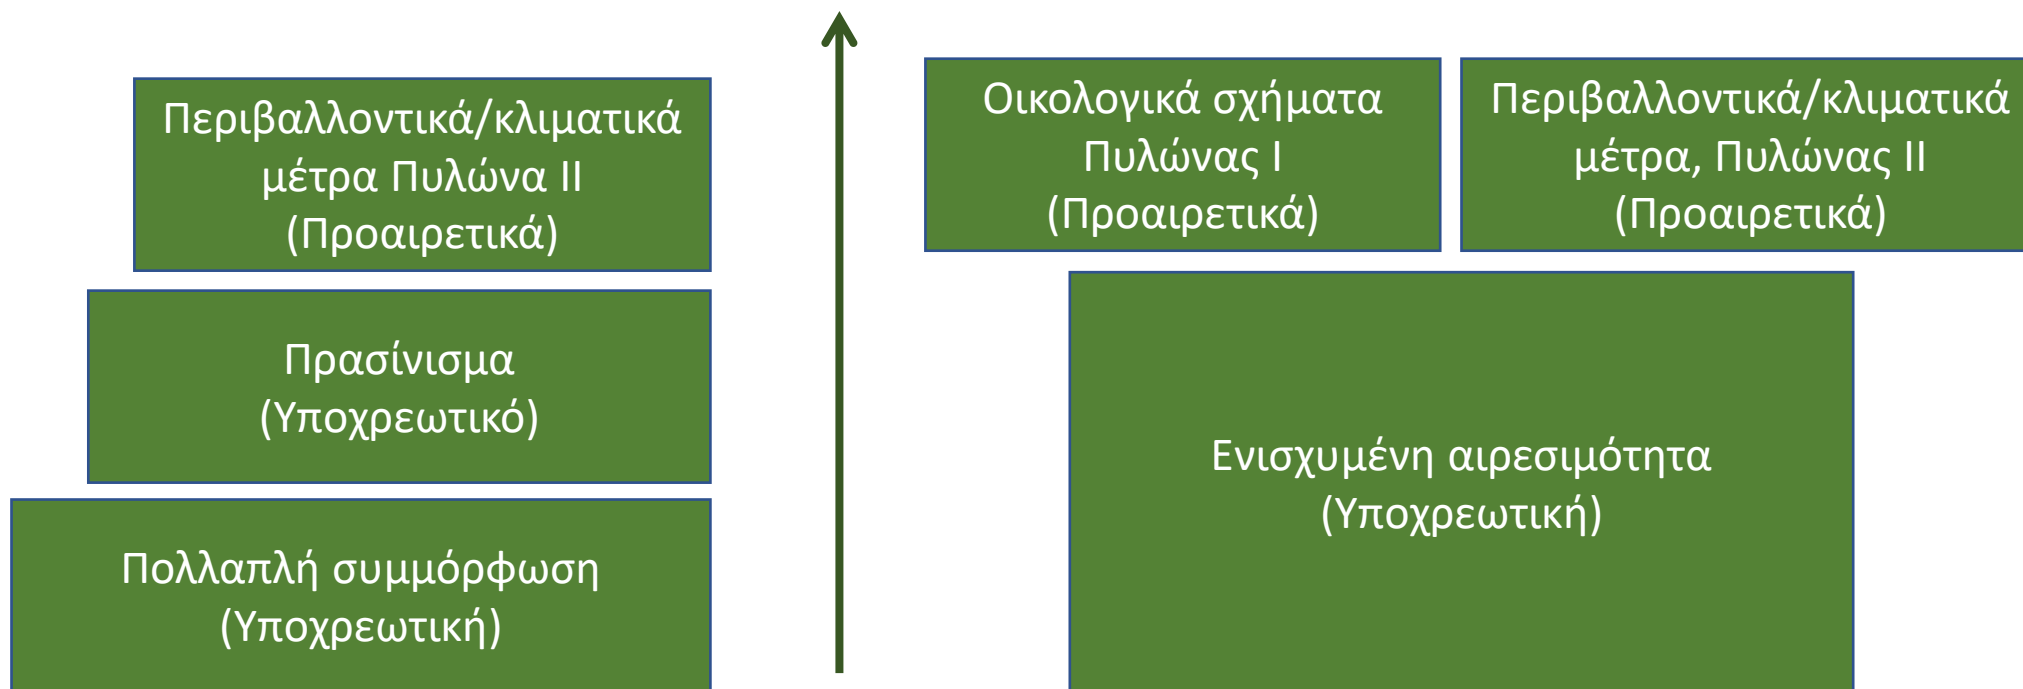 Περιβαλλοντικά/κλιματικά
μέτρα Πυλώνα ΙΙ
(Προαιρετικά)
Πρασίνισμα
(Υποχρεωτικό)
Πολλαπλή συμμόρφωση
(Υποχρεωτική)
Οικολογικά σχήματα
Πυλώνας Ι
(Προαιρετικά)
Περιβαλλοντικά/κλιματικά
μέτρα, Πυλώνας ΙΙ
(Προαιρετικά)
Ενισχυμένη αιρεσιμότητα
(Υποχρεωτική)